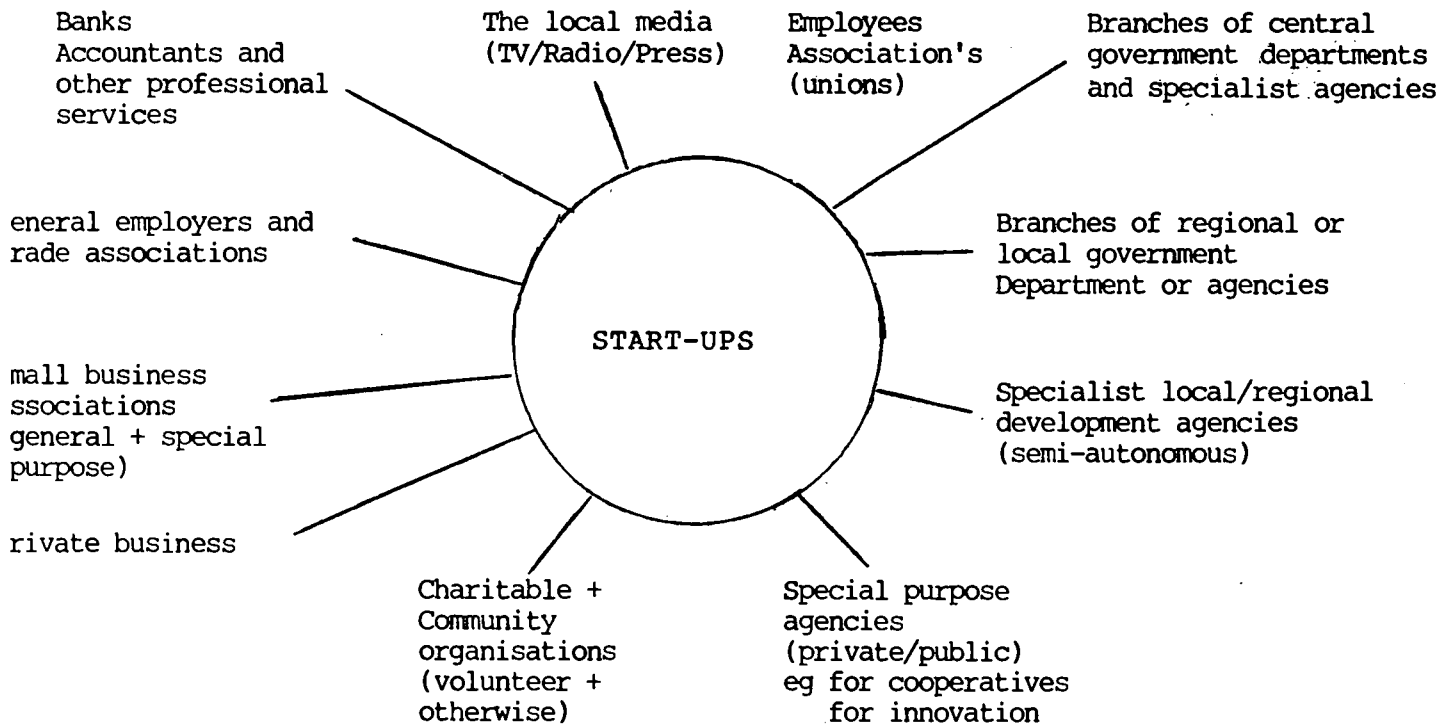 Banks
Accountants and
other professional
services
The local media
(TV/Radio/Press)
Employees
Association's
(unions)
Branches of central
government departments
and specialist agencies
eneral employers and
rade associations
Branches of regional or
local government
Department or agencies
START-UPS
mall business
ssociations
general + special
purpose)
Specialist local/regional
development agencies
(semi-autonomous)
rivate business
Charitable +
Community
organisations
(volunteer +
otherwise)
Special purpose
agencies
(private/public)
eg for cooperatives
for innovation